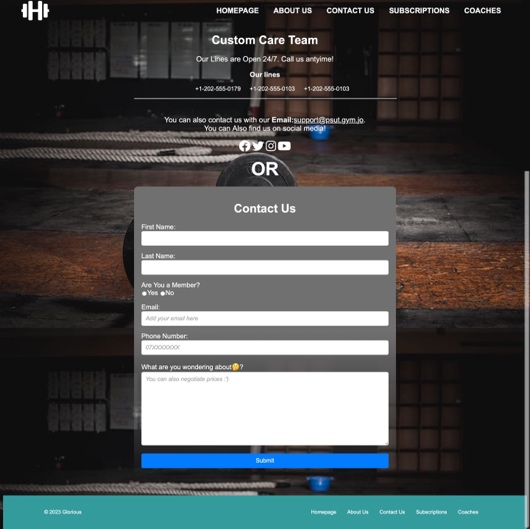 H
HOMEPAGE ABOUT US CONTACT US SUBSCRIPTIONS COACHES
Custom Care Team
Our Lines are Open 24/7. Call us antyime!
Our lines
+1-202-555-0179 +1-202-555-0103 +1-202-555-0103
You can also contact us with our Email:support@psut.gym.jo.
You can Also find us on social media!
OR
Contact Us
First Name:
Last Name:
Are You a Member?
Yes No
Email:
Add your email here
Phone Number:
07XXXXXXX
What are you wondering about🤔?
You can also negotiate prices :')
Submit
© 2023 Glorious Homepage About Us Contact Us Subscriptions Coaches